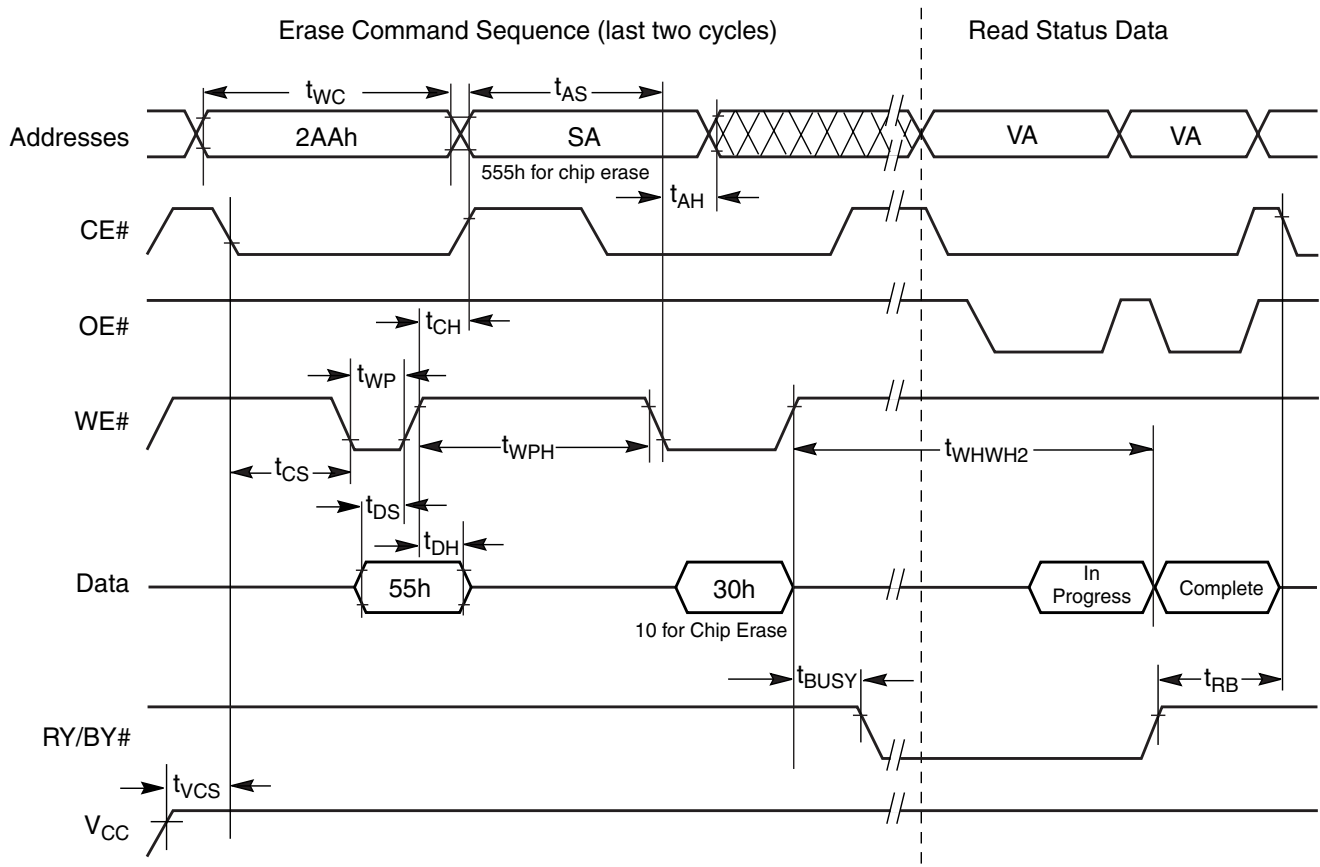 Erase Command Sequence (last two cycles) Read Status Data
tWC tAS
Addresses 2AAh SA VA VA
555h for chip erase
tAH
CE#
OE#
tCH
tWP
WE#
tWPH tWHWH2
tCS
tDS
tDH
Data 55h 30h In Progress Complete
10 for Chip Erase
tBUSY tRB
RY/BY#
tVCS
VCC